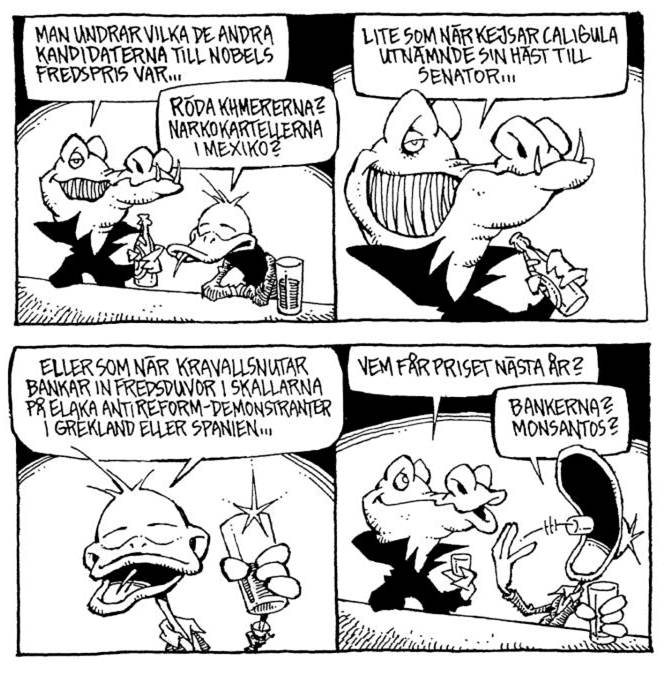 MAN UNDRAR VILKA DE ANDRA
KANDIDATERNA TILL NOBELS
FREDSPRIS VAR...
RÖDA KHMERERNA?
NARKOKARTELLERNA
I MEXIKO?
LITE SOM NÄR KEJSAR CALIGULA
UTNÄMNDE SIN HÄST TILL
SENATOR...
ELLER SOM NÄR KRAVALLSNUTAR
BANKAR IN FREDSDUVOR I SKALLARNA
PÅ ELAKA ANTIREFORM-DEMONSTRANTER
I GREKLAND ELLER SPANIEN...
VEM FÅR PRISET NÄSTA ÅR?
BANKERNA?
MONSANTOS?